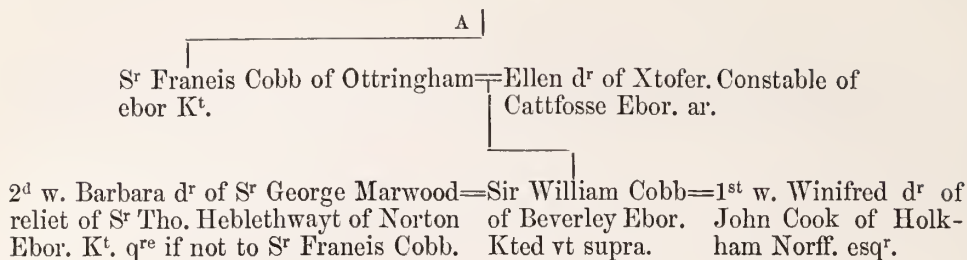 A
Sʳ Franeis Cobb of Ottringham=Ellen dʳ of Xtofer. Constable of
ebor Kᵗ. Cattfosse Ebor. ar.
2ᵈ w. Barbara dʳ of Sʳ George Marwood=Sir William Cobb=1ˢᵗ w. Winifred dʳ of
reliet of Sʳ Tho. Heblethwayt of Norton of Beverley Ebor. John Cook of Holk-
Ebor. Kᵗ. qʳᵉ if not to Sʳ Franeis Cobb. Kted vt supra. ham Norff. esqʳ.